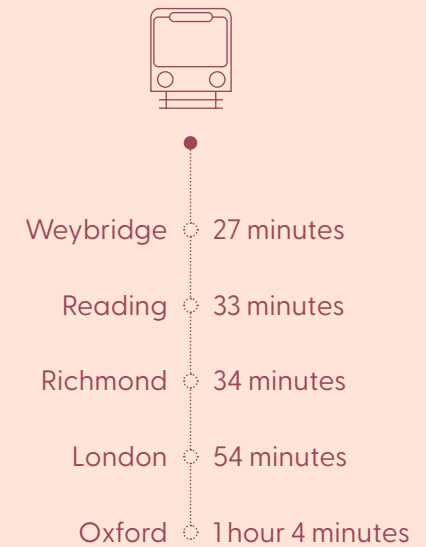 Weybridge 27 minutes
Reading 33 minutes
Richmond 34 minutes
London 54 minutes
Oxford 1 hour 4 minutes